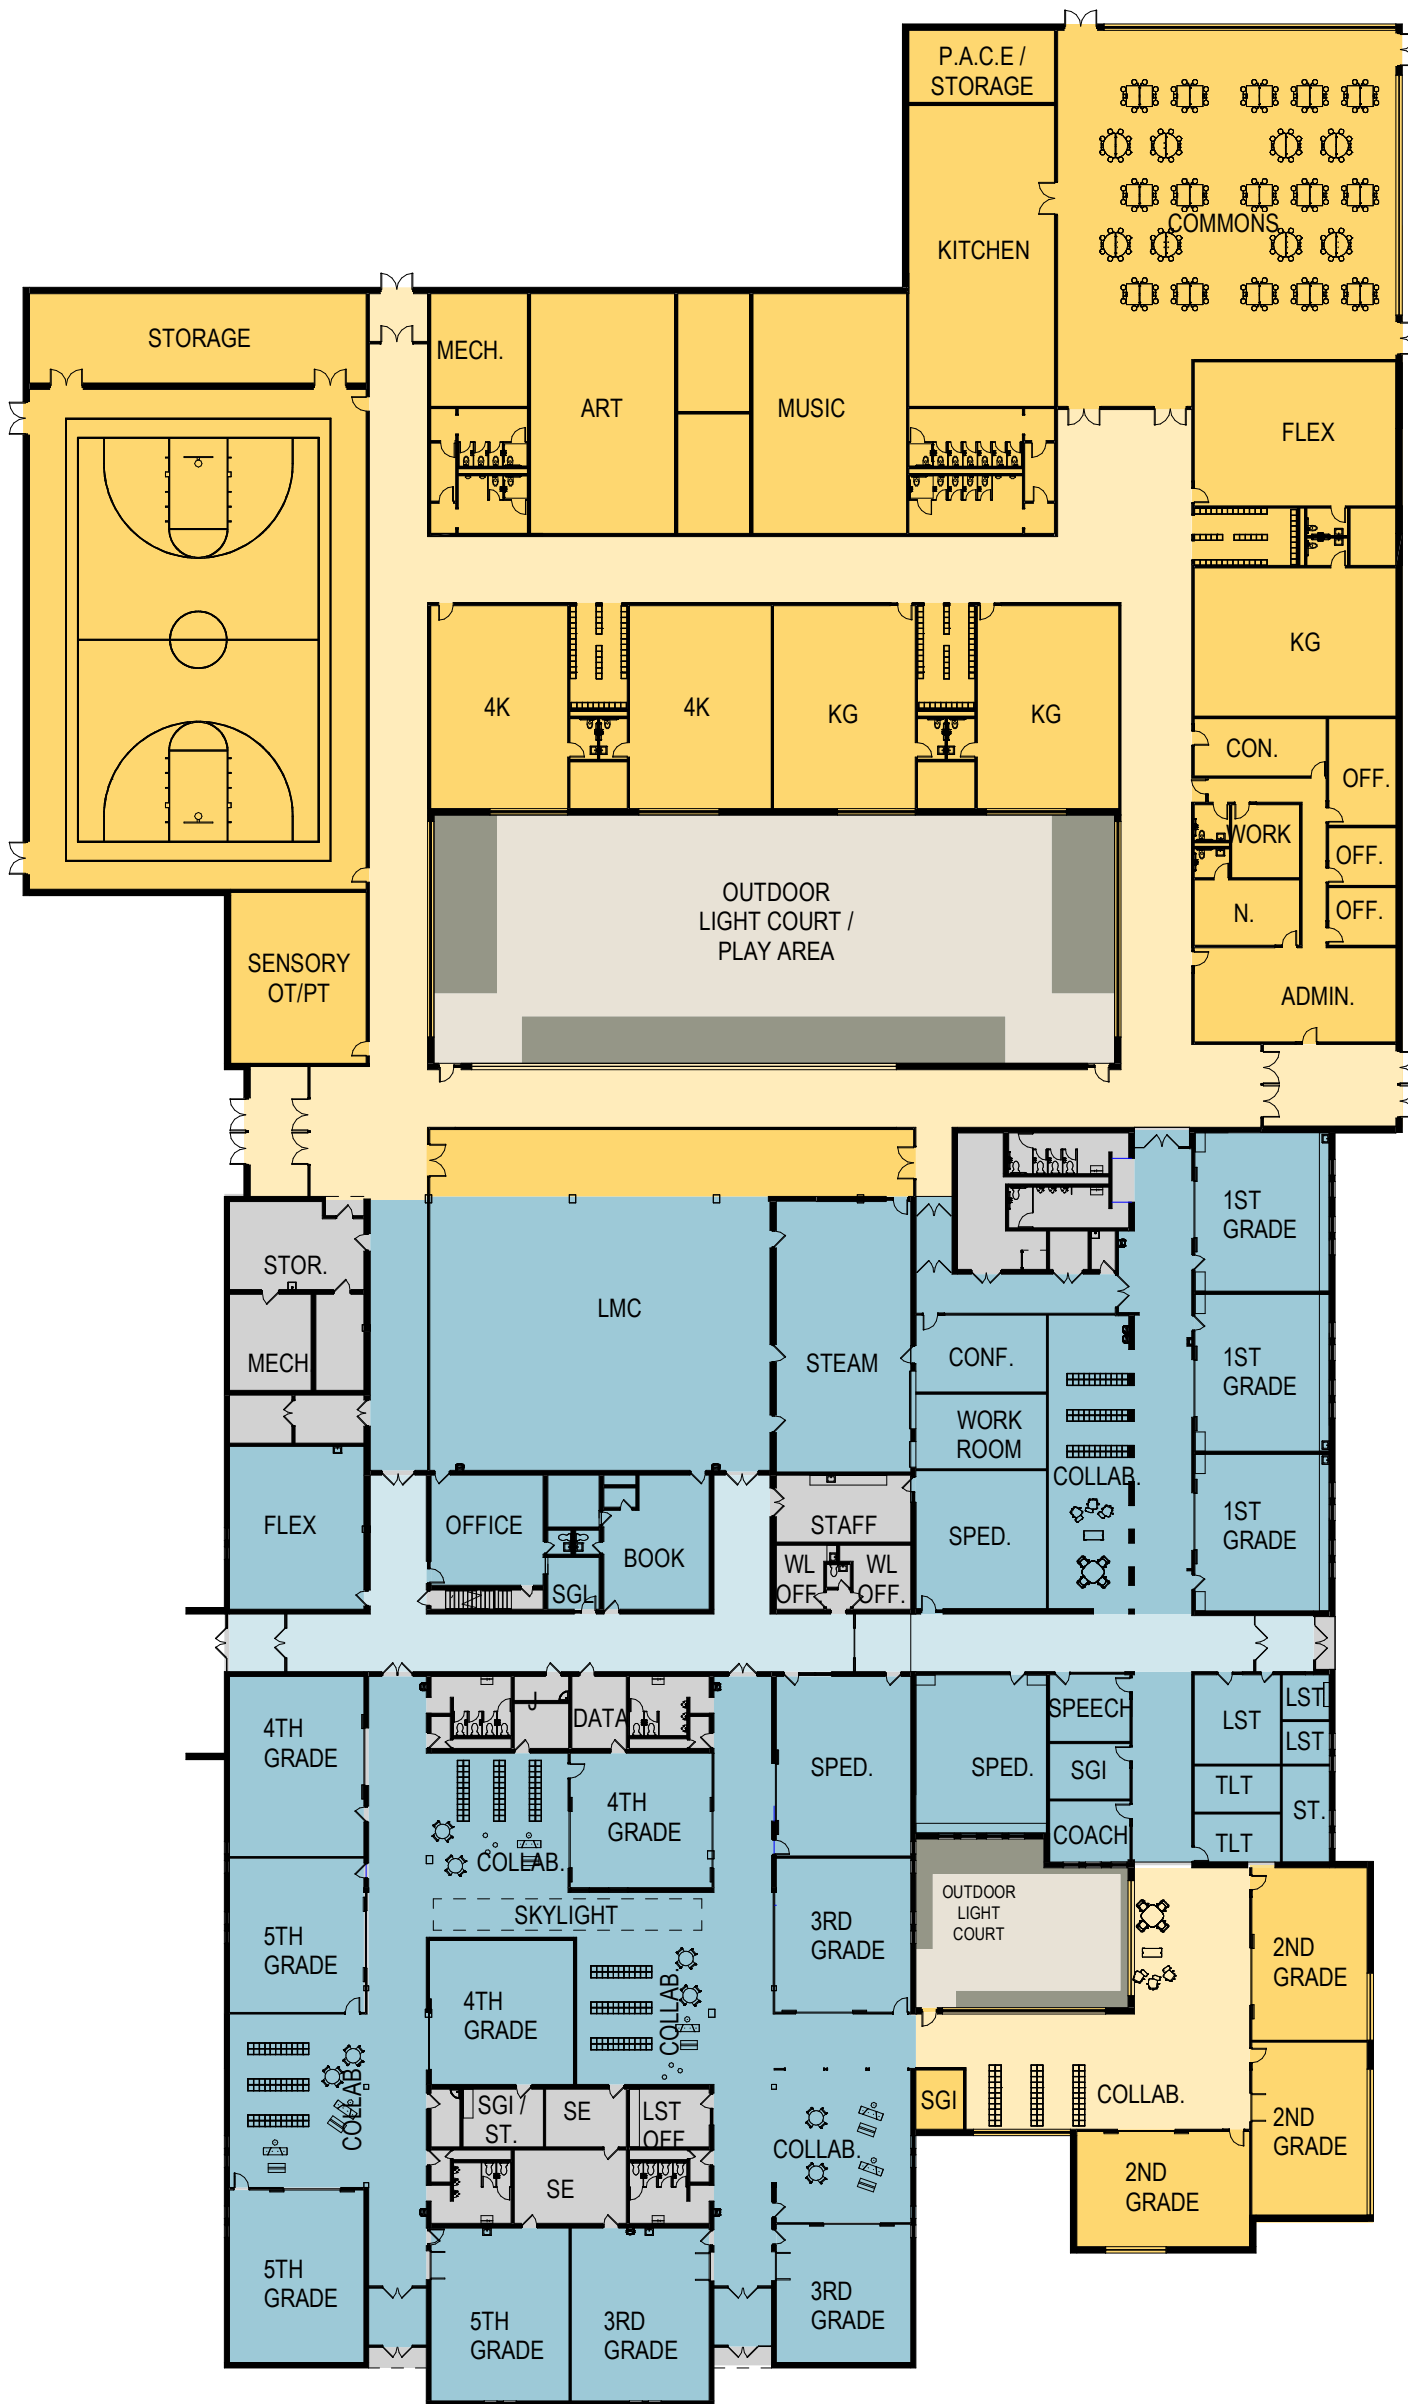 P.A.C.E /
STORAGE
COMMONS
KITCHEN
STORAGE
MECH.
ART
MUSIC
FLEX
KG
4K
4K
KG
KG
CON.
OFF.
WORK
OFF.
N.
OFF.
ADMIN.
OUTDOOR
LIGHT COURT /
PLAY AREA
SENSORY
OT/PT
1ST
GRADE
STOR.
LMC
STEAM
CONF.
MECH.
1ST
GRADE
WORK
ROOM
COLLAB.
FLEX
OFFICE
BOOK
SGI
STAFF
WL
OFF.
WL
OFF.
SPED.
1ST
GRADE
4TH
GRADE
DATA
SPED.
SPED.
SPEECH
SGI
COACH
LST
LST
LST
TLT
TLT
ST.
4TH
GRADE
COLLAB.
SKYLIGHT
5TH
GRADE
3RD
GRADE
OUTDOOR
LIGHT
COURT
2ND
GRADE
4TH
GRADE
COLLAB.
COLLAB.
SGI /
ST.
SE
LST
OFF
SE
COLLAB.
SGI
COLLAB.
2ND
GRADE
2ND
GRADE
5TH
GRADE
5TH
GRADE
3RD
GRADE
3RD
GRADE